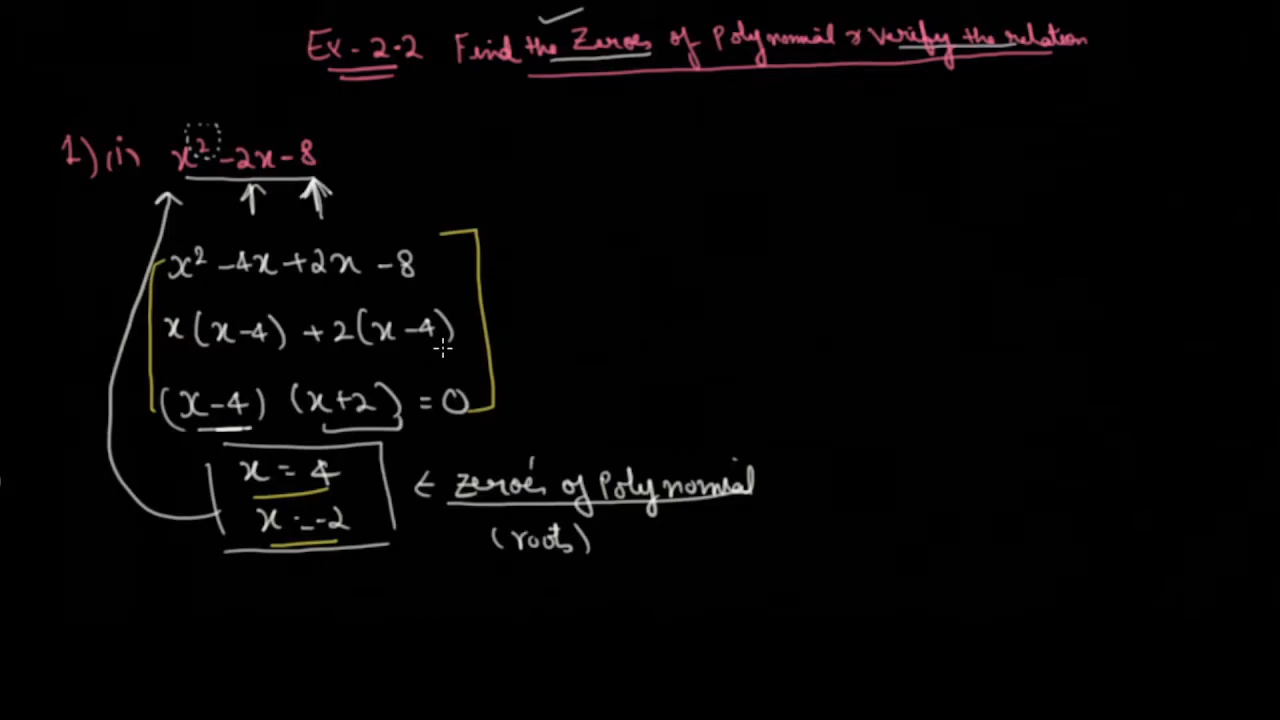 Ex-2.2 Find the Zeroes of Polynomial & Verify the relation
1) (i) x² -2x - 8
x² -4x +2x -8
x(x-4) +2(x-4)
(x-4) (x+2) = 0
x = 4
x = -2
← Zeroe's of Polynomial
(roots)